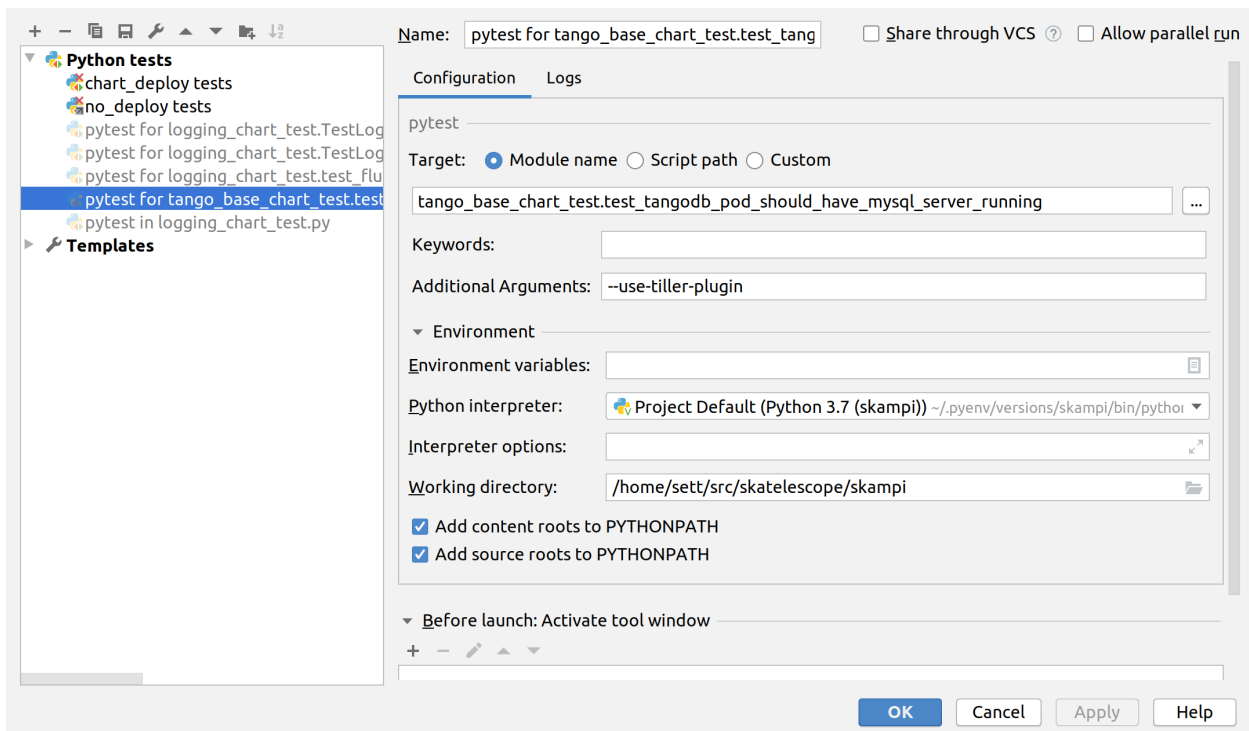 Name: pytest for tango_base_chart_test.test_tang
Share through VCS ? Allow parallel run
Python tests
chart_deploy tests
no_deploy tests
pytest for logging_chart_test.TestLog
pytest for logging_chart_test.TestLog
pytest for logging_chart_test.test_flu
pytest for tango_base_chart_test.test
pytest in logging_chart_test.py
Templates
Configuration Logs
pytest
Target: Module name Script path Custom
tango_base_chart_test.test_tangodb_pod_should_have_mysql_server_running ...
Keywords:
Additional Arguments: --use-tiller-plugin
Environment
Environment variables:
Python interpreter: Project Default (Python 3.7 (skampi)) ~/.pyenv/versions/skampi/bin/pythor
Interpreter options:
Working directory: /home/sett/src/skatelescope/skampi
Add content roots to PYTHONPATH
Add source roots to PYTHONPATH
Before launch: Activate tool window
OK Cancel Apply Help